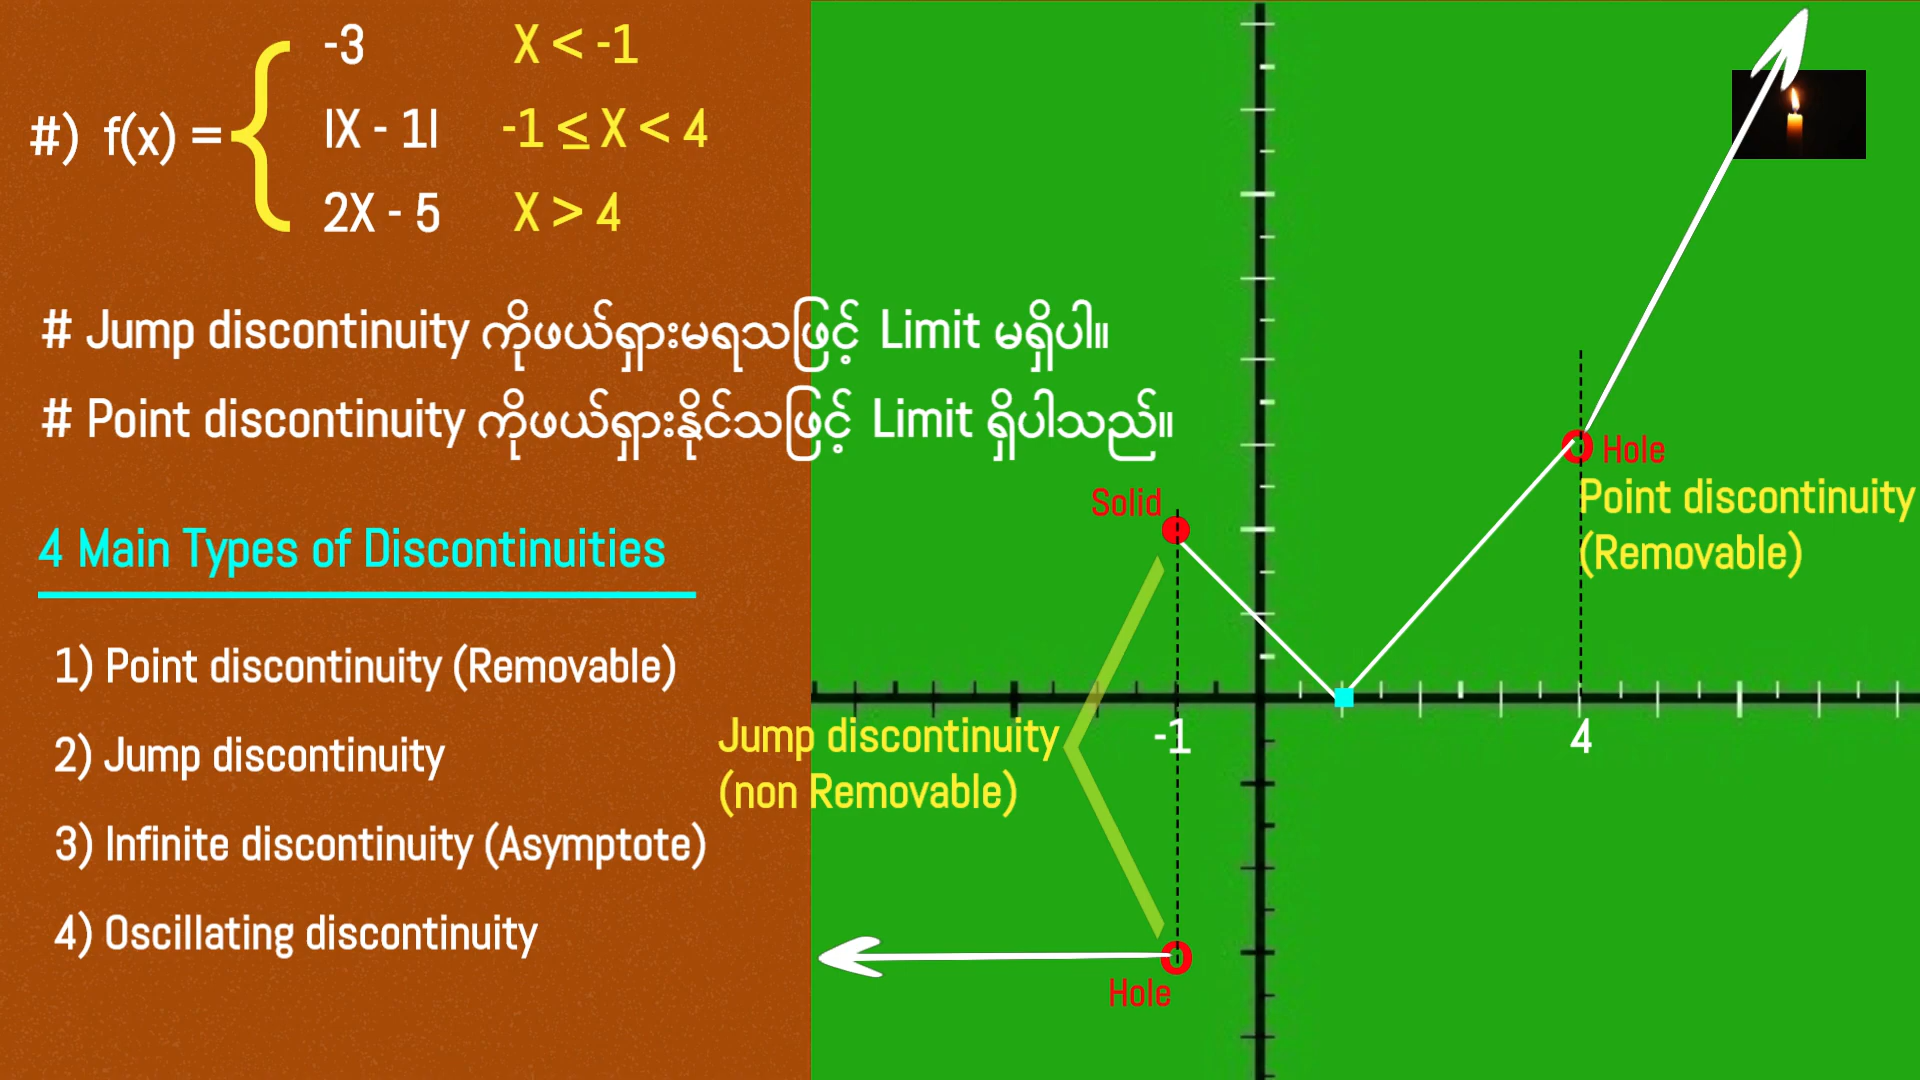 #) f(x) = {
-3 X < -1
|X - 1| -1 ≤ X < 4
2X - 5 X > 4
# Jump discontinuity ကိုဖယ်ရှားမရသဖြင့် Limit မရှိပါ။
# Point discontinuity ကိုဖယ်ရှားနိုင်သဖြင့် Limit ရှိပါသည်။
4 Main Types of Discontinuities
1) Point discontinuity (Removable)
2) Jump discontinuity
3) Infinite discontinuity (Asymptote)
4) Oscillating discontinuity
Hole
Point discontinuity
(Removable)
Solid
Jump discontinuity
(non Removable)
-1
4
Hole